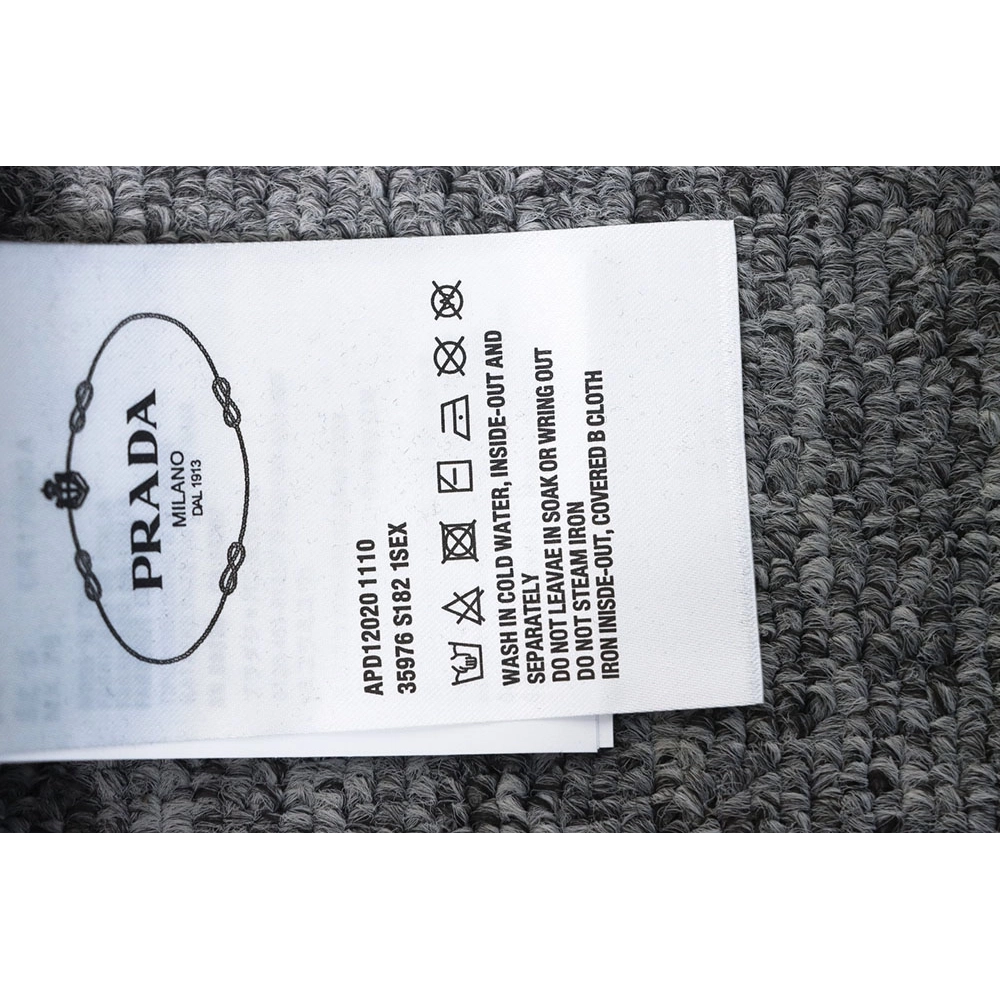 PRADA
MILANO
DAL 1913
APD12020 1110
35976 S182 1SEX
WASH IN COLD WATER, INSIDE-OUT AND
SEPARATELY
DO NOT LEAVAE IN SOAK OR WRING OUT
DO NOT STEAM IRON
IRON INISDE-OUT, COVERED B CLOTH